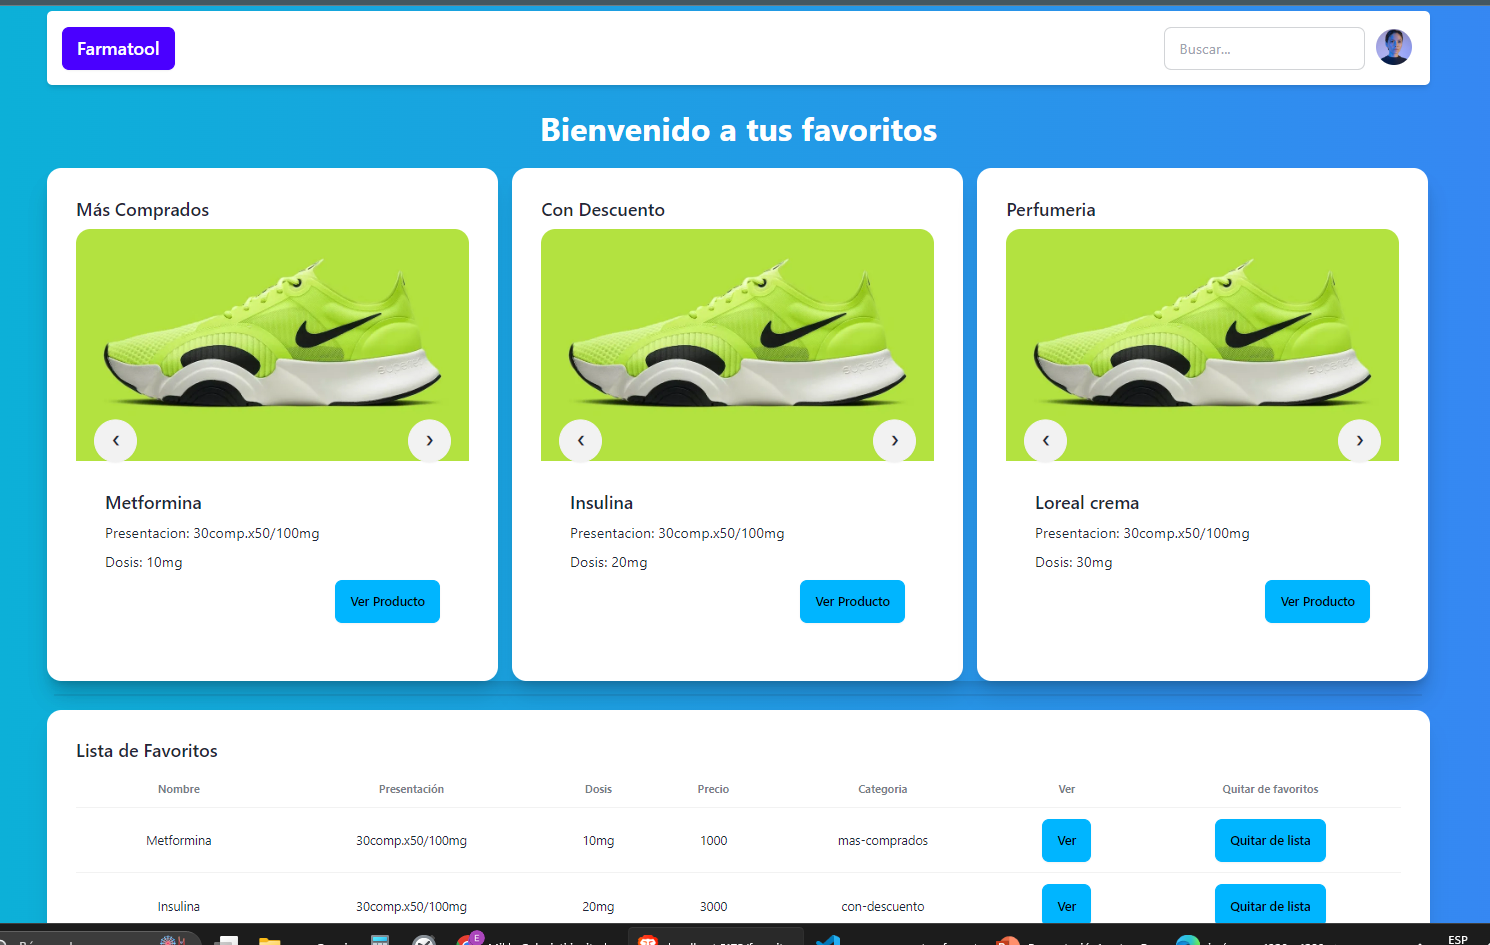 Farmatool
Buscar...
Bienvenido a tus favoritos
Más Comprados
Con Descuento
Perfumeria
‹ ›
‹ ›
‹ ›
Metformina
Presentacion: 30comp.x50/100mg
Dosis: 10mg
Ver Producto
Insulina
Presentacion: 30comp.x50/100mg
Dosis: 20mg
Ver Producto
Loreal crema
Presentacion: 30comp.x50/100mg
Dosis: 30mg
Ver Producto
Lista de Favoritos
Nombre Presentación Dosis Precio Categoria Ver Quitar de favoritos
Metformina 30comp.x50/100mg 10mg 1000 mas-comprados Ver Quitar de lista
Insulina 30comp.x50/100mg 20mg 3000 con-descuento Ver Quitar de lista
E
ESP